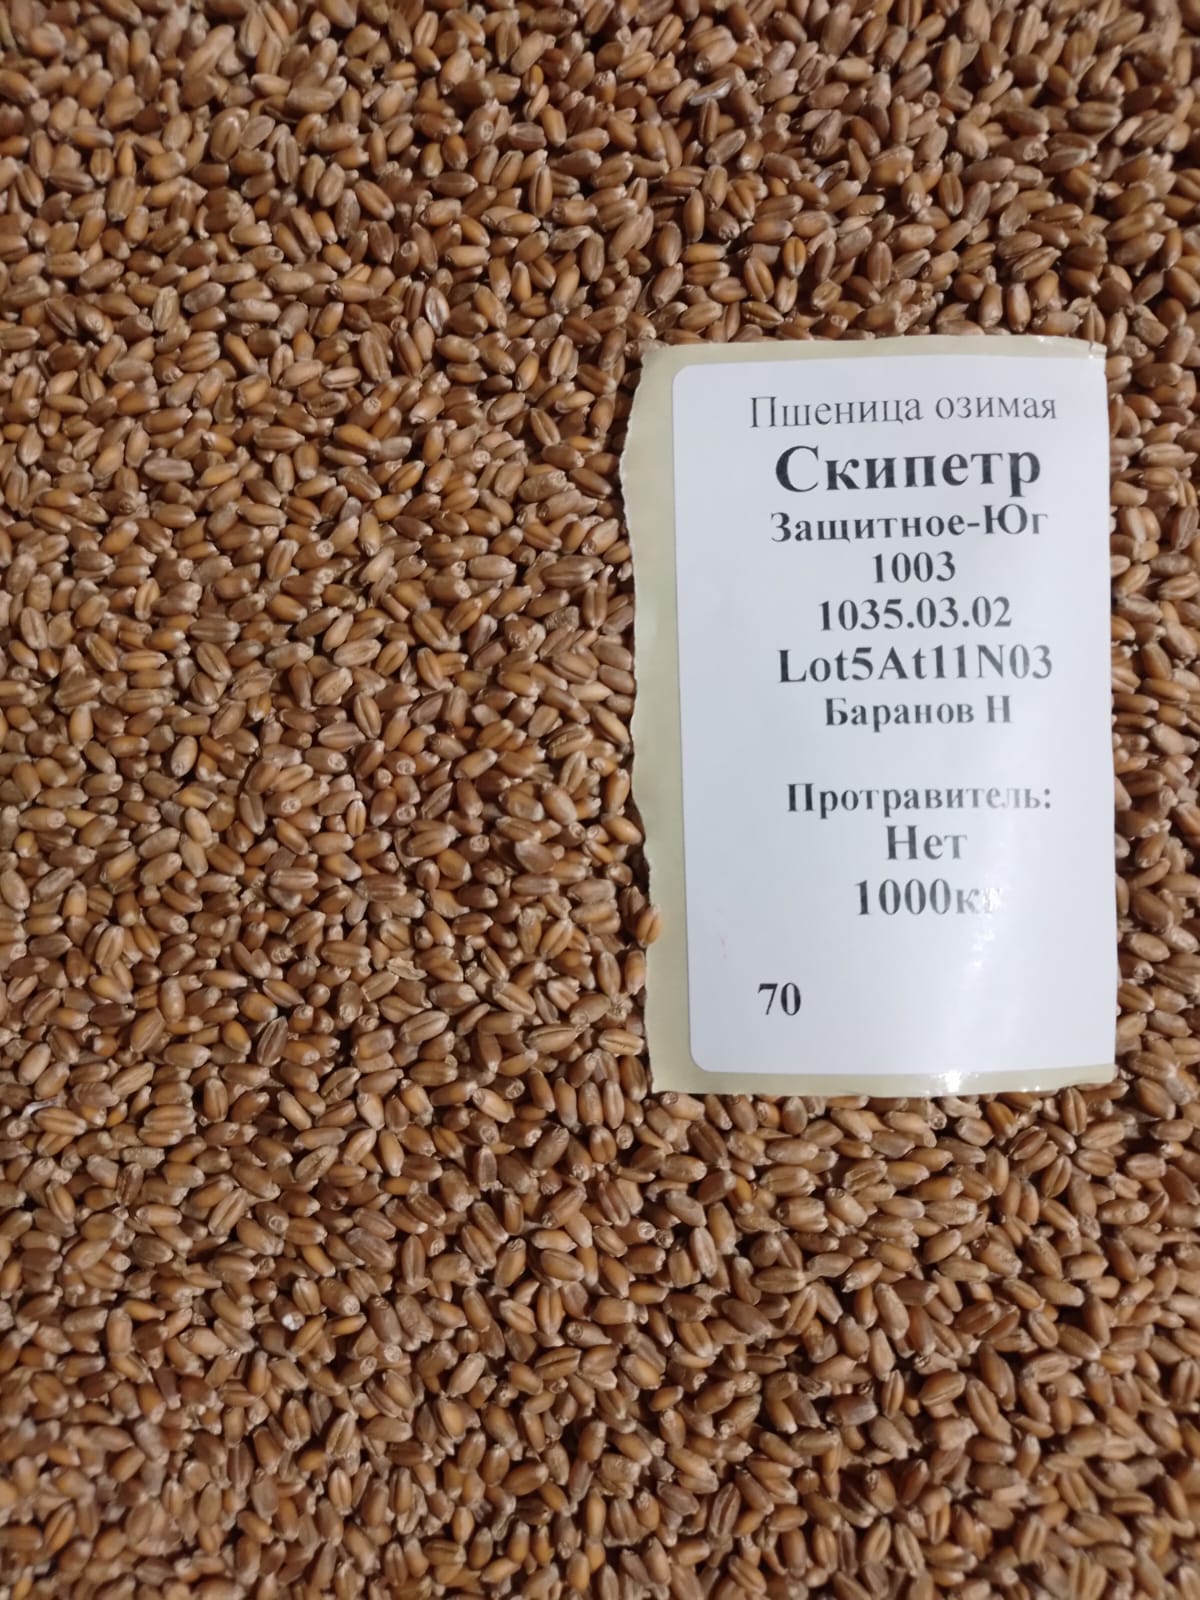 Пшеница озимая
Скипетр
Защитное-Юг
1003
1035.03.02
Lot5At11N03
Баранов Н
Протравитель:
Нет
1000кг
70